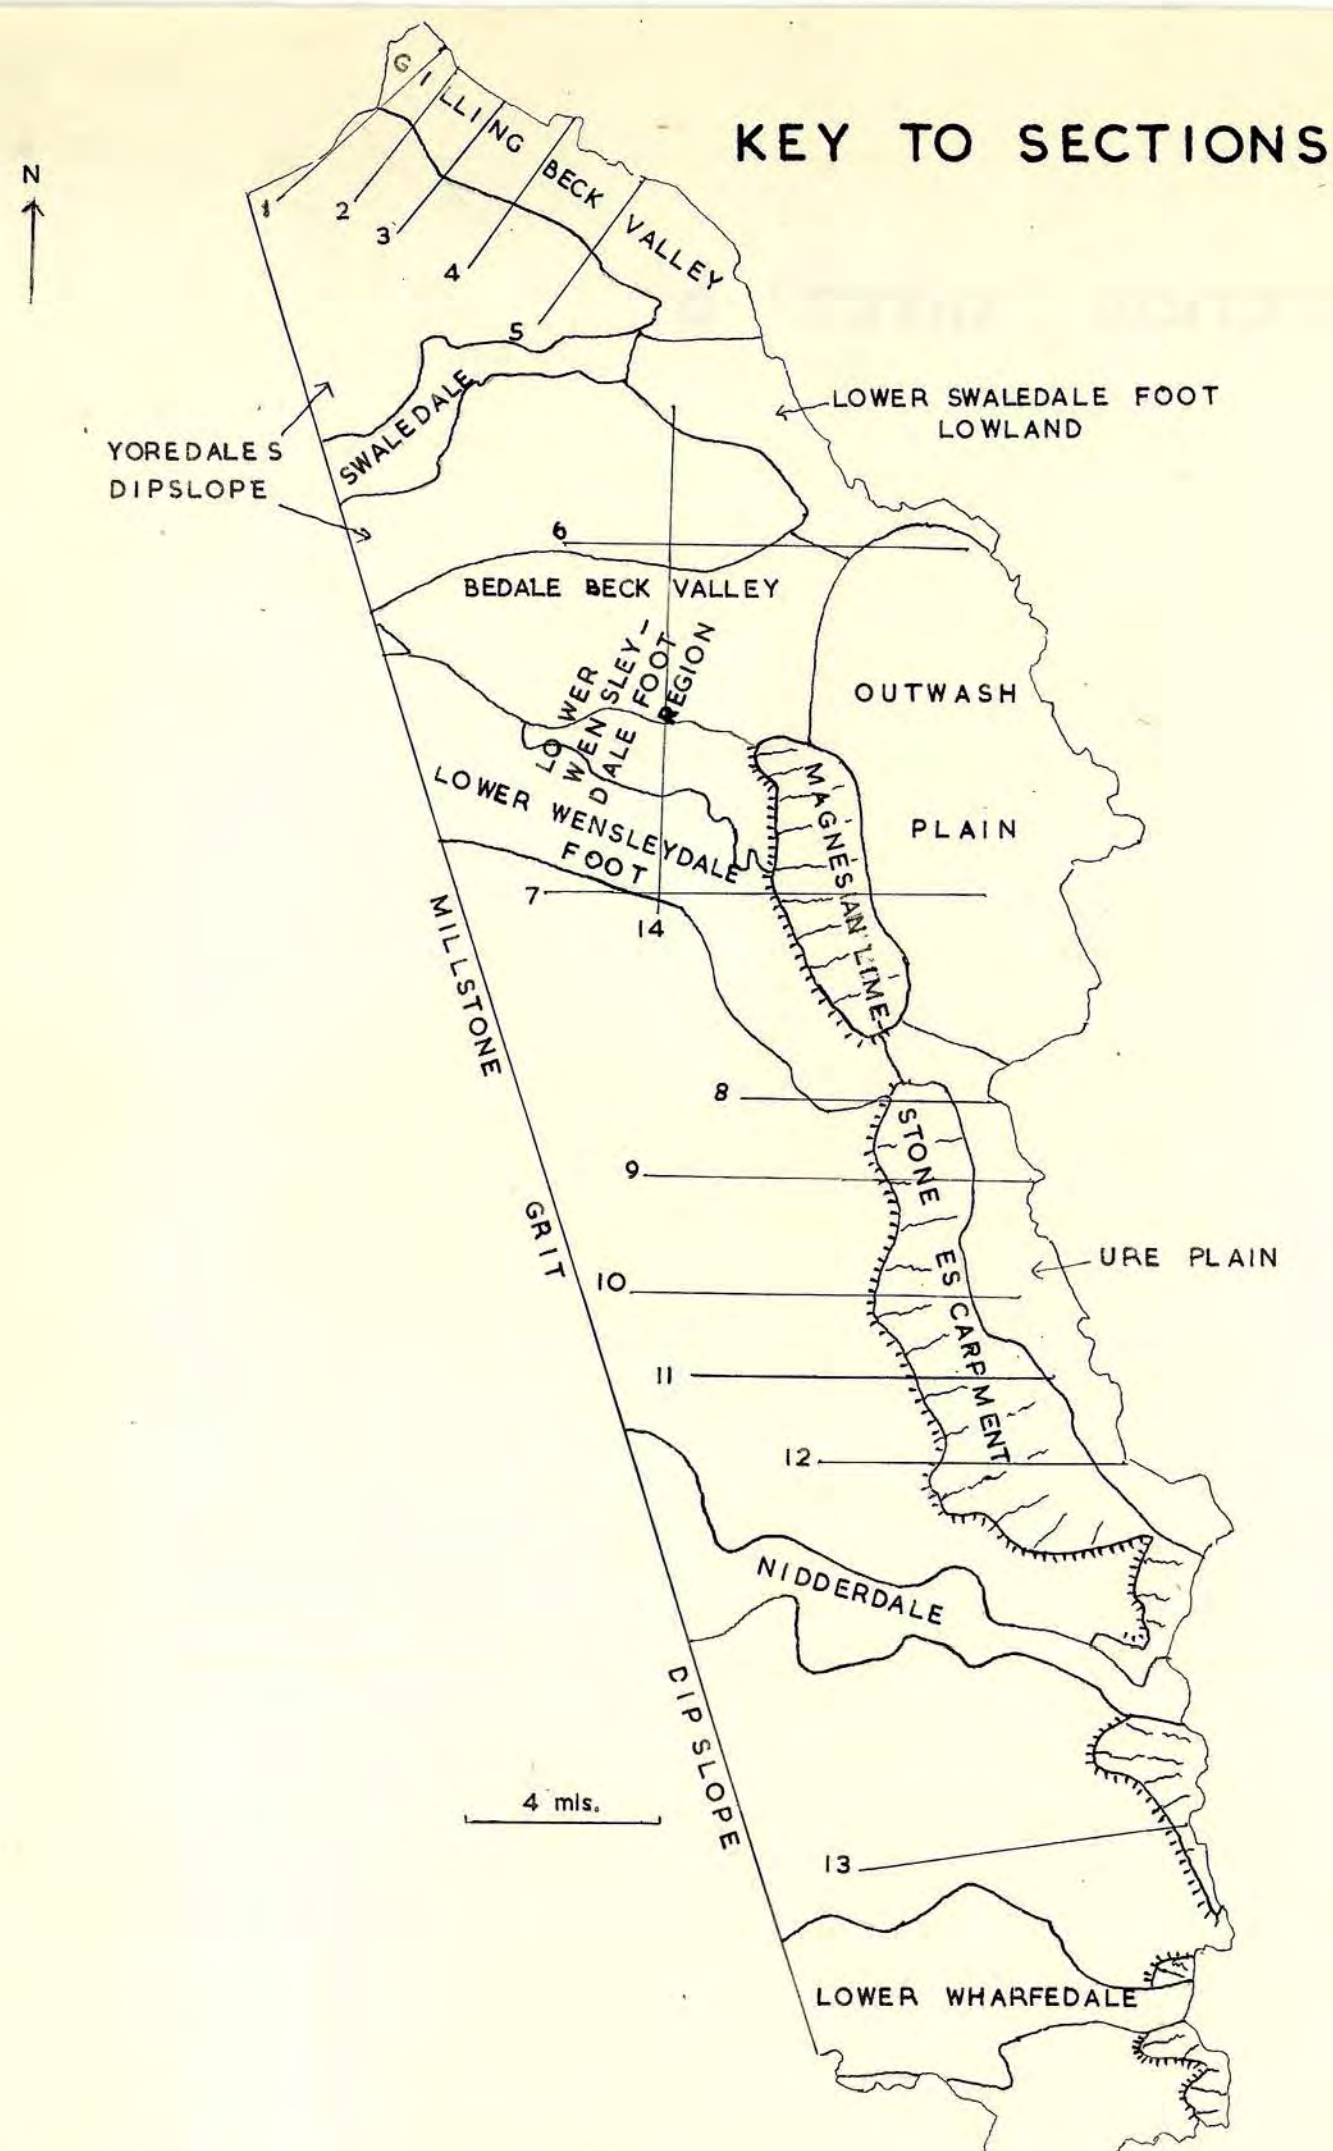 KEY TO SECTIONS
N
GILLING BECK VALLEY
1
2
3
4
5
SWALEDALE
LOWER SWALEDALE FOOT
LOWLAND
YOREDALES
DIPSLOPE
6
BEDALE BECK VALLEY
LOWER
WENSLEY-
DALE FOOT
REGION
OUTWASH
PLAIN
LOWER WENSLEYDALE
FOOT
MAGNESIAN LIME-
STONE ESCARPMENT
7
14
MILLSTONE GRIT DIPSLOPE
8
9
10
URE PLAIN
11
12
NIDDERDALE
4 mls.
13
LOWER WHARFEDALE